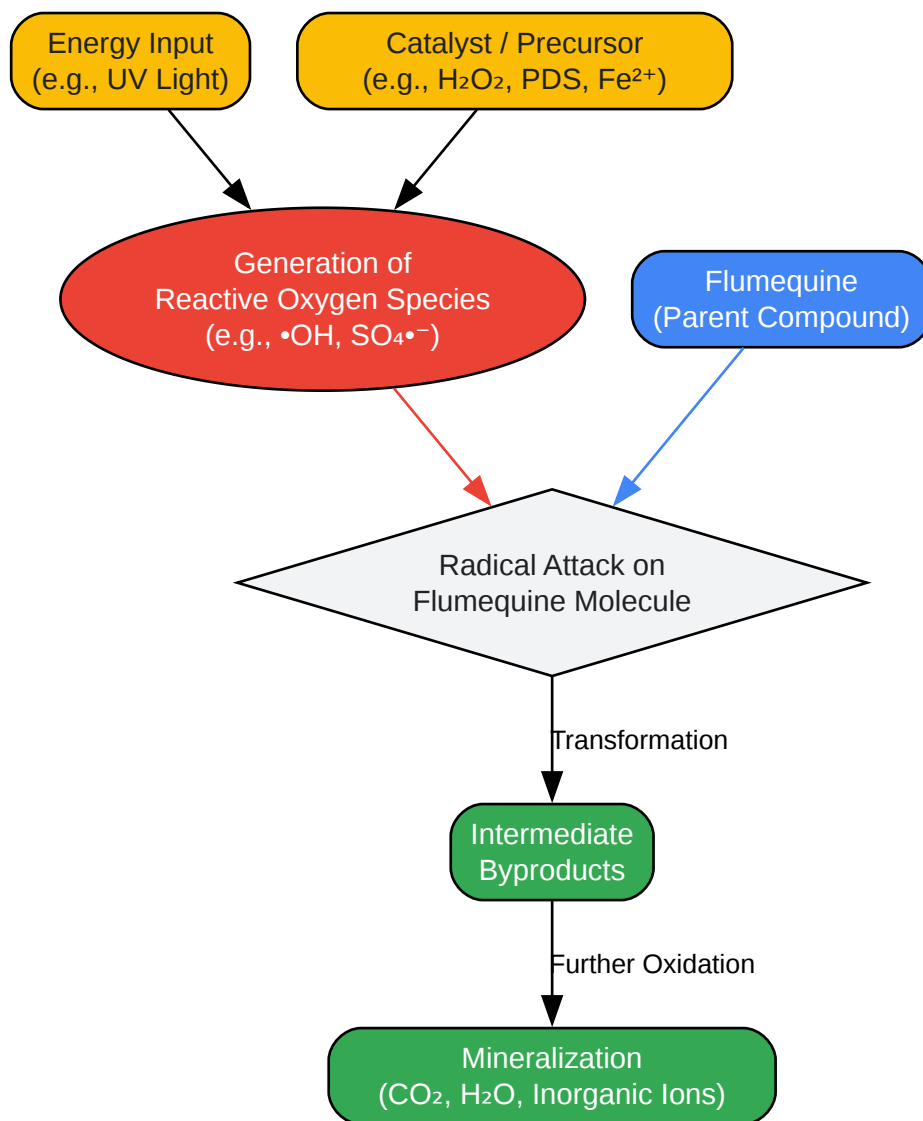 Energy Input
(e.g., UV Light)
Catalyst / Precursor
(e.g., H₂O₂, PDS, Fe²⁺)
Generation of
Reactive Oxygen Species
(e.g., •OH, SO₄•⁻)
Flumequine
(Parent Compound)
Radical Attack on
Flumequine Molecule
Transformation
Intermediate
Byproducts
Further Oxidation
Mineralization
(CO₂, H₂O, Inorganic Ions)